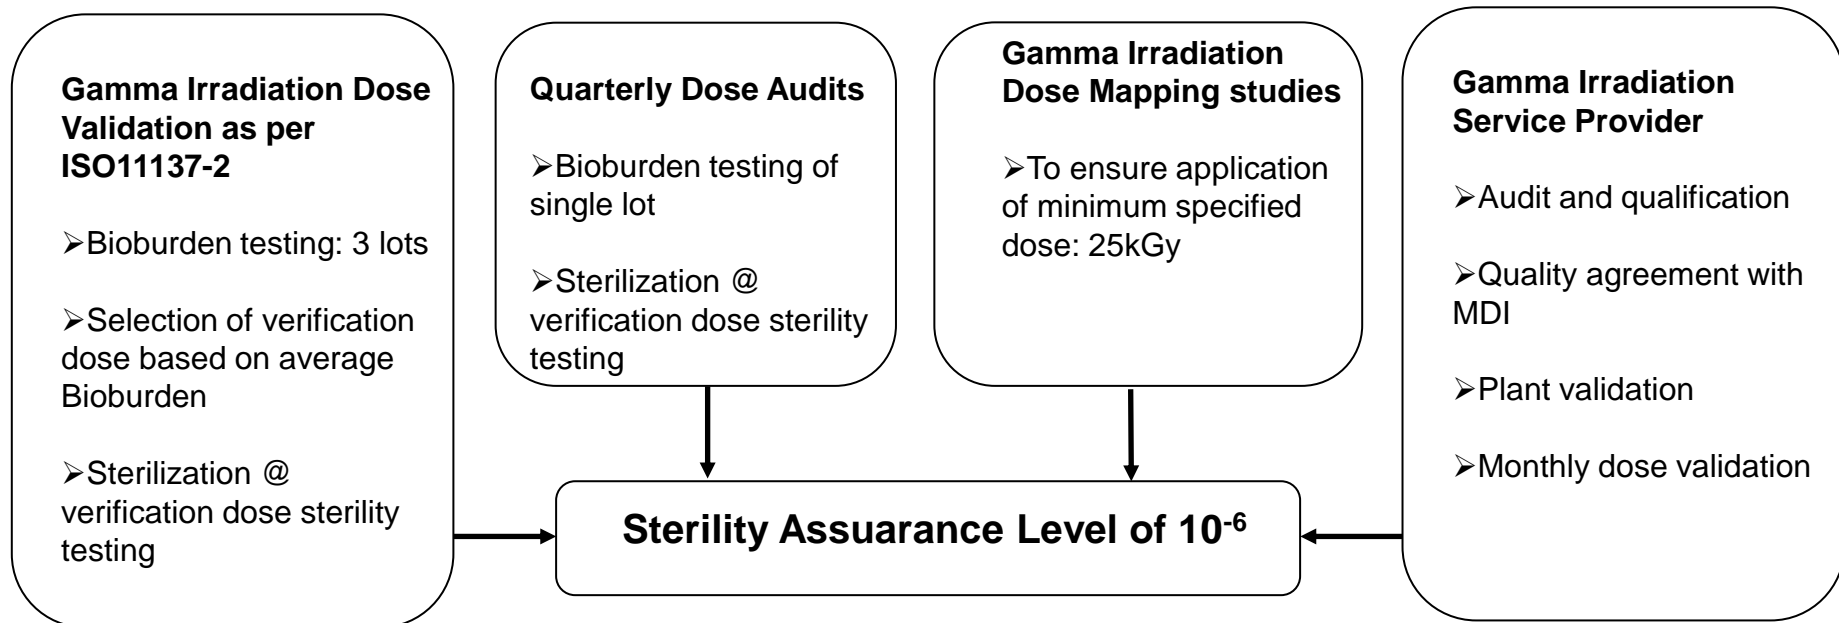 Gamma Irradiation Dose
Validation as per
ISO11137-2
➢Bioburden testing: 3 lots
➢Selection of verification
dose based on average
Bioburden
➢Sterilization @
verification dose sterility
testing
Quarterly Dose Audits
➢Bioburden testing of
single lot
➢Sterilization @
verification dose sterility
testing
Gamma Irradiation
Dose Mapping studies
➢To ensure application
of minimum specified
dose: 25kGy
Gamma Irradiation
Service Provider
➢Audit and qualification
➢Quality agreement with
MDI
➢Plant validation
➢Monthly dose validation
Sterility Assuarance Level of 10⁻⁶